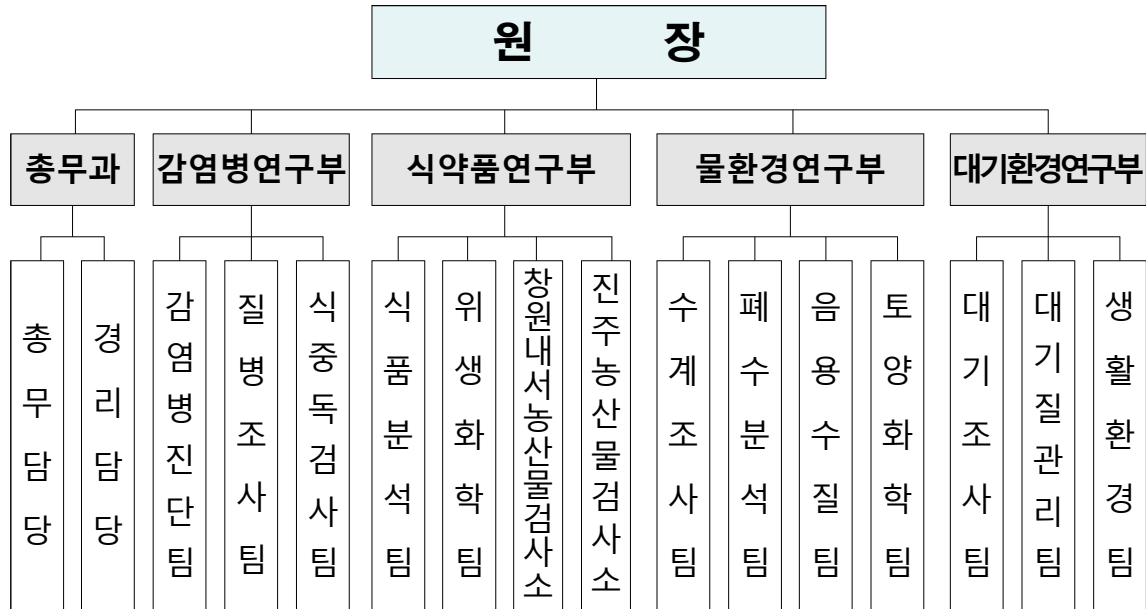 원 장
총무과
감염병연구부
식약품연구부
물환경연구부
대기환경연구부
총무담당
경리담당
감염병진단팀
질병조사팀
식중독검사팀
식품분석팀
위생화학팀
창원내서농산물검사소
진주농산물검사소
수계조사팀
폐수분석팀
음용수질팀
토양화학팀
대기조사팀
대기질관리팀
생활환경팀